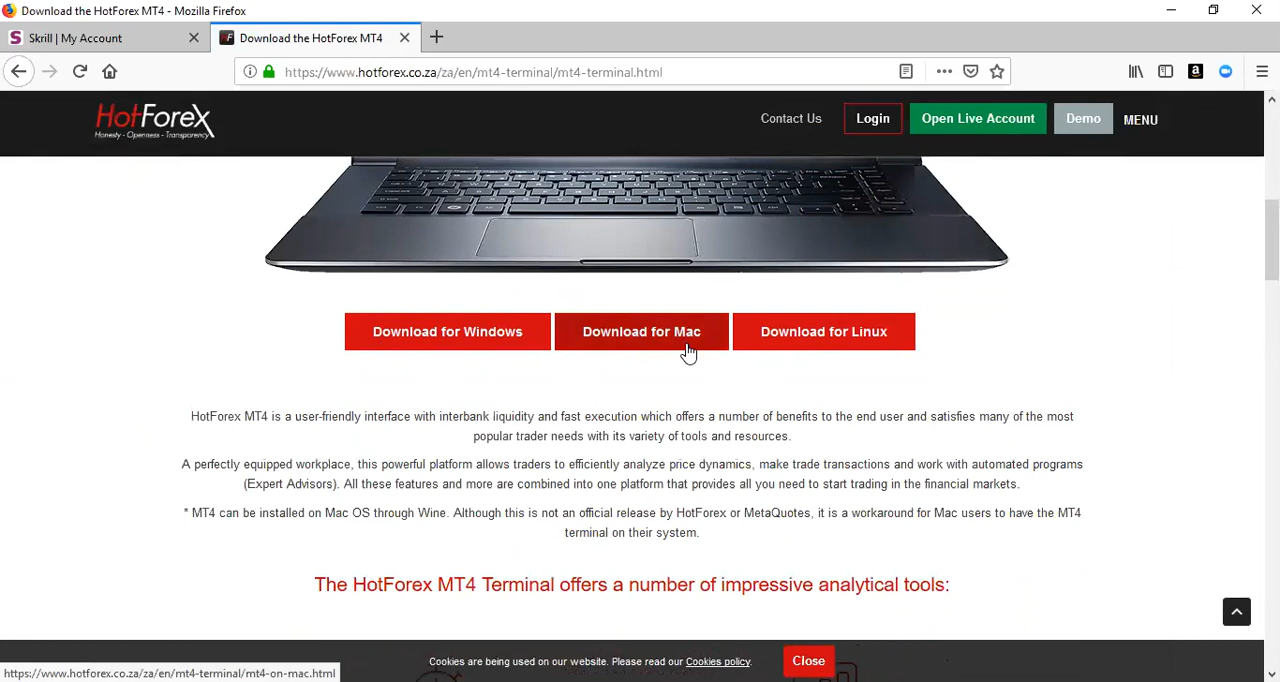 Download the HotForex MT4 - Mozilla Firefox
Skrill | My Account
Download the HotForex MT4
https://www.hotforex.co.za/za/en/mt4-terminal/mt4-terminal.html
HotForex
Honesty - Openness - Transparency
Contact Us
Login
Open Live Account
Demo
MENU
Download for Windows
Download for Mac
Download for Linux
HotForex MT4 is a user-friendly interface with interbank liquidity and fast execution which offers a number of benefits to the end user and satisfies many of the most
popular trader needs with its variety of tools and resources.
A perfectly equipped workplace, this powerful platform allows traders to efficiently analyze price dynamics, make trade transactions and work with automated programs
(Expert Advisors). All these features and more are combined into one platform that provides all you need to start trading in the financial markets.
* MT4 can be installed on Mac OS through Wine. Although this is not an official release by HotForex or MetaQuotes, it is a workaround for Mac users to have the MT4
terminal on their system.
The HotForex MT4 Terminal offers a number of impressive analytical tools:
Cookies are being used on our website. Please read our Cookies policy.
Close
https://www.hotforex.co.za/za/en/mt4-terminal/mt4-on-mac.html